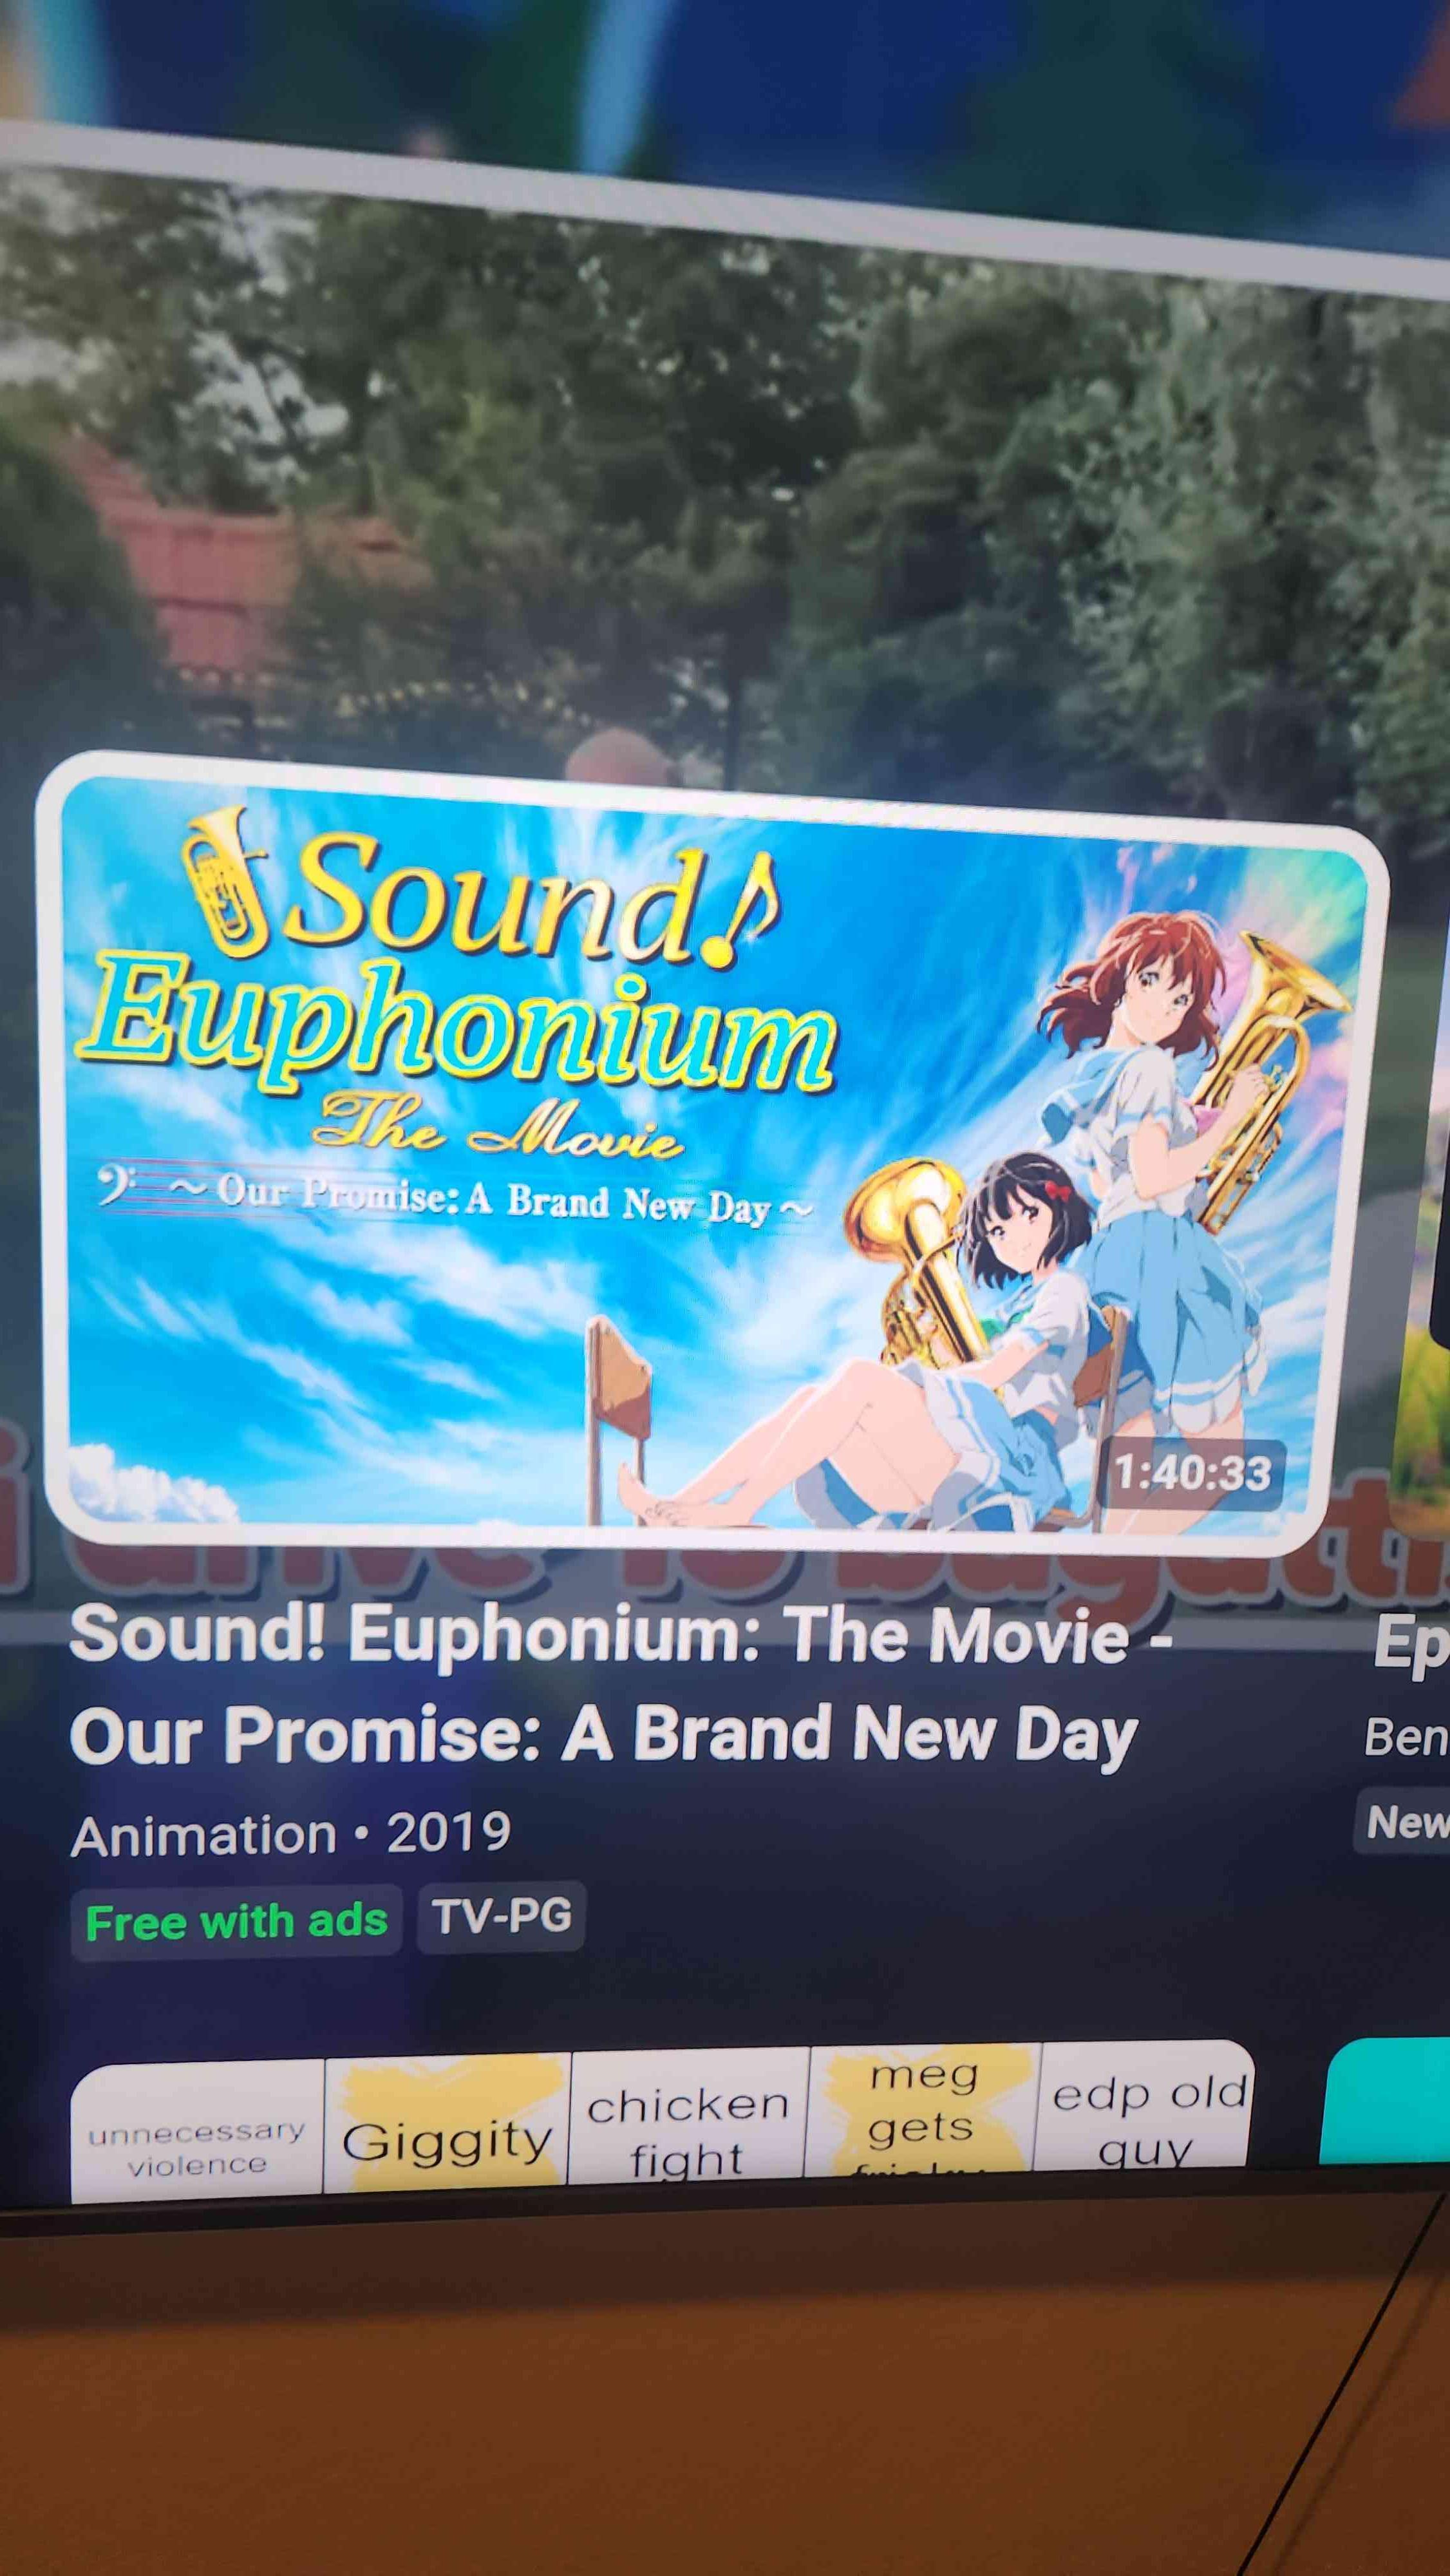 Sound!
Euphonium
The Movie
~ Our Promise: A Brand New Day ~
1:40:33
Sound! Euphonium: The Movie -
Our Promise: A Brand New Day
Animation • 2019
Free with ads
TV-PG
Ep
Ben
New
unnecessary
violence
Giggity
chicken
fight
meg
gets
edp old
guy